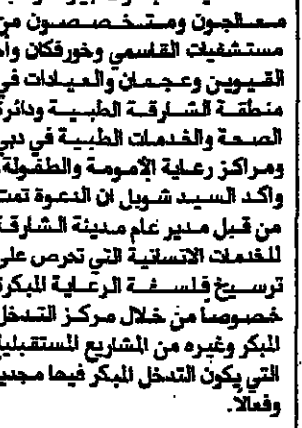 معالجون ومتخصصون من
مستشفيات القاسمي وخورفكان وأم
القيوين وعجمان والعيادات في
منطقة الشارقة الطبية ودائرة
الصحة والخدمات الطبية في دبي
ومراكز رعاية الأمومة والطفولة.
واكد السيد شويل ان الدعوة تمت
من قبل مدير عام مدينة الشارقة
للخدمات الانسانية التي تحرص على
ترسيخ فلسفة الرعاية المبكرة
خصوصاً من خلال مركز التدخل
المبكر وغيره من المشاريع المستقبلية
التي يكون التدخل المبكر فيها مجدياً
وفعالاً.